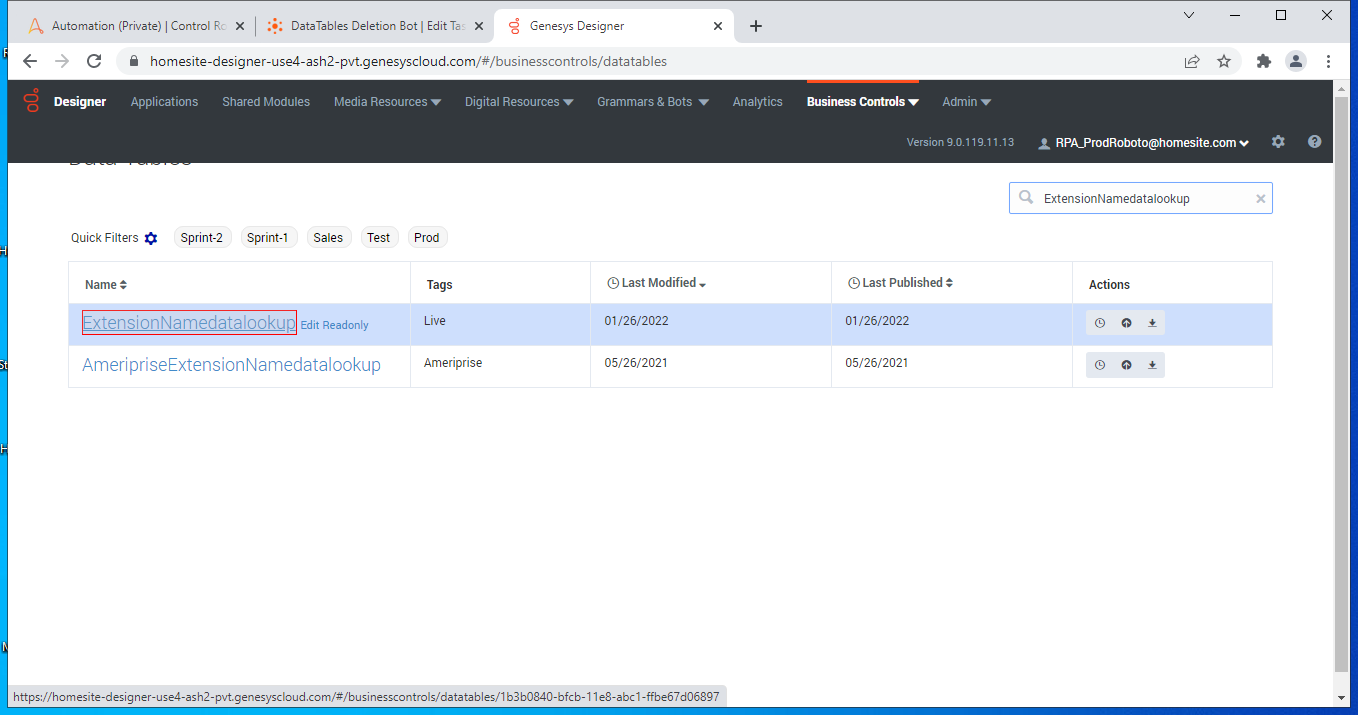 Automation (Private) | Control Ro
DataTables Deletion Bot | Edit Tas
Genesys Designer
homesite-designer-use4-ash2-pvt.genesyscloud.com/#/businesscontrols/datatables
Designer Applications Shared Modules Media Resources Digital Resources Grammars & Bots Analytics Business Controls Admin
Version 9.0.119.11.13 RPA_ProdRoboto@homesite.com
Data Tables
ExtensionNamedatalookup
Quick Filters Sprint-2 Sprint-1 Sales Test Prod
Name Tags Last Modified Last Published Actions
ExtensionNamedatalookup Edit Readonly Live 01/26/2022 01/26/2022
AmeripriseExtensionNamedatalookup Ameriprise 05/26/2021 05/26/2021
https://homesite-designer-use4-ash2-pvt.genesyscloud.com/#/businesscontrols/datatables/1b3b0840-bfcb-11e8-abc1-ffbe67d06897